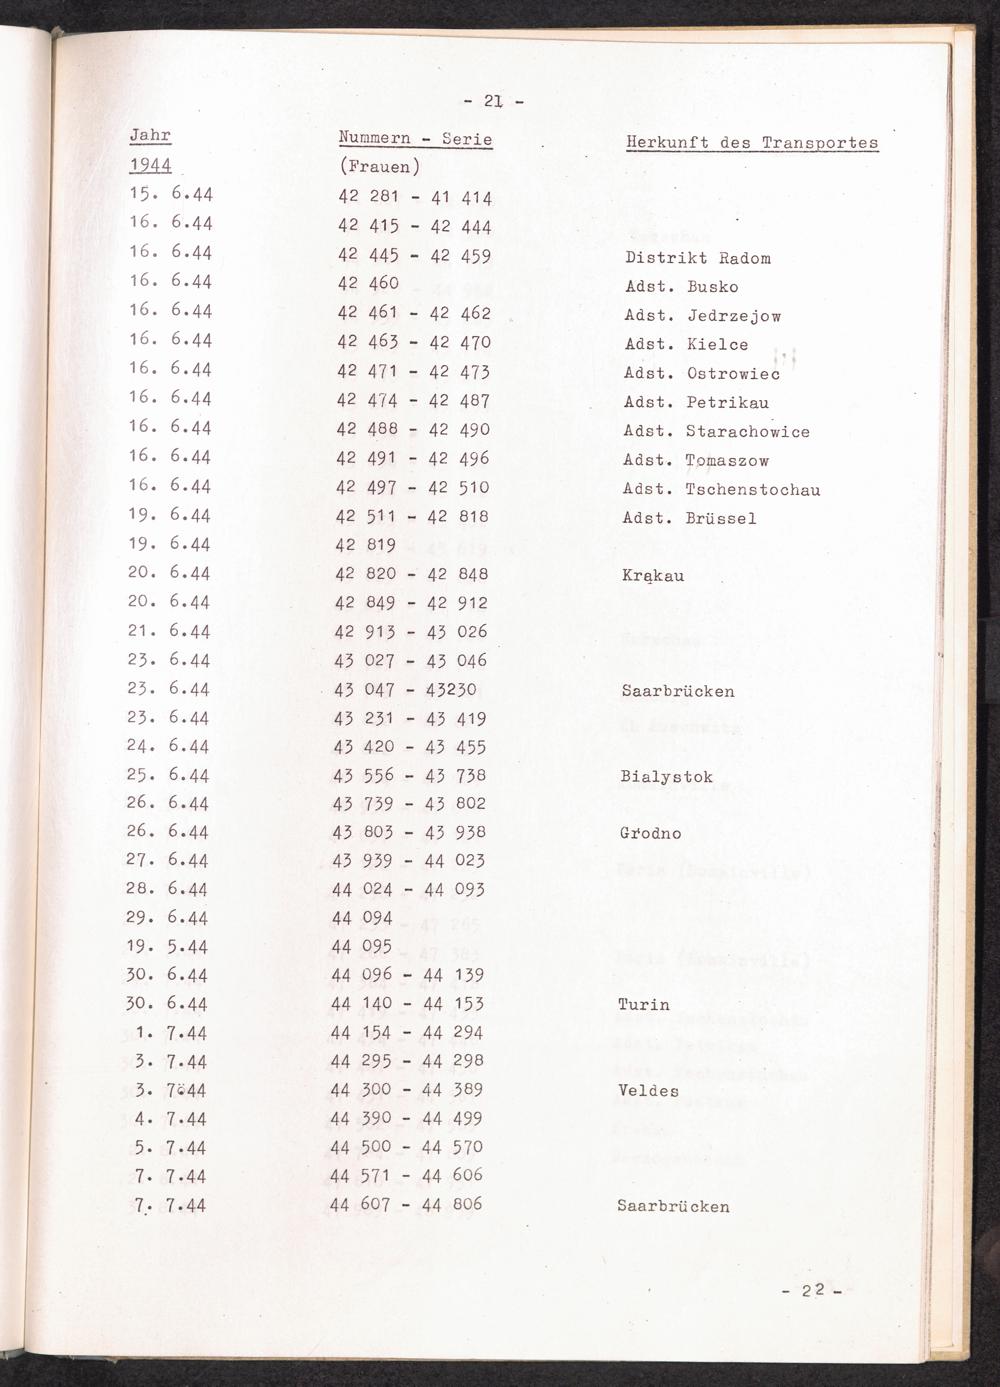 - 21 -
Jahr Nummern - Serie Herkunft des Transportes
1944 (Frauen)
15. 6.44 42 281 - 41 414
16. 6.44 42 415 - 42 444
16. 6.44 42 445 - 42 459 Distrikt Radom
16. 6.44 42 460 Adst. Busko
16. 6.44 42 461 - 42 462 Adst. Jedrzejow
16. 6.44 42 463 - 42 470 Adst. Kielce
16. 6.44 42 471 - 42 473 Adst. Ostrowiec
16. 6.44 42 474 - 42 487 Adst. Petrikau
16. 6.44 42 488 - 42 490 Adst. Starachowice
16. 6.44 42 491 - 42 496 Adst. Tomaszow
16. 6.44 42 497 - 42 510 Adst. Tschenstochau
19. 6.44 42 511 - 42 818 Adst. Brüssel
19. 6.44 42 819
20. 6.44 42 820 - 42 848 Krakau
20. 6.44 42 849 - 42 912
21. 6.44 42 913 - 43 026
23. 6.44 43 027 - 43 046
23. 6.44 43 047 - 43230 Saarbrücken
23. 6.44 43 231 - 43 419
24. 6.44 43 420 - 43 455
25. 6.44 43 556 - 43 738 Bialystok
26. 6.44 43 739 - 43 802
26. 6.44 43 803 - 43 938 Grodno
27. 6.44 43 939 - 44 023
28. 6.44 44 024 - 44 093
29. 6.44 44 094
19. 5.44 44 095
30. 6.44 44 096 - 44 139
30. 6.44 44 140 - 44 153 Turin
1. 7.44 44 154 - 44 294
3. 7.44 44 295 - 44 298
3. 7ö44 44 300 - 44 389 Veldes
4. 7.44 44 390 - 44 499
5. 7.44 44 500 - 44 570
7. 7.44 44 571 - 44 606
7. 7.44 44 607 - 44 806 Saarbrücken
- 22 -